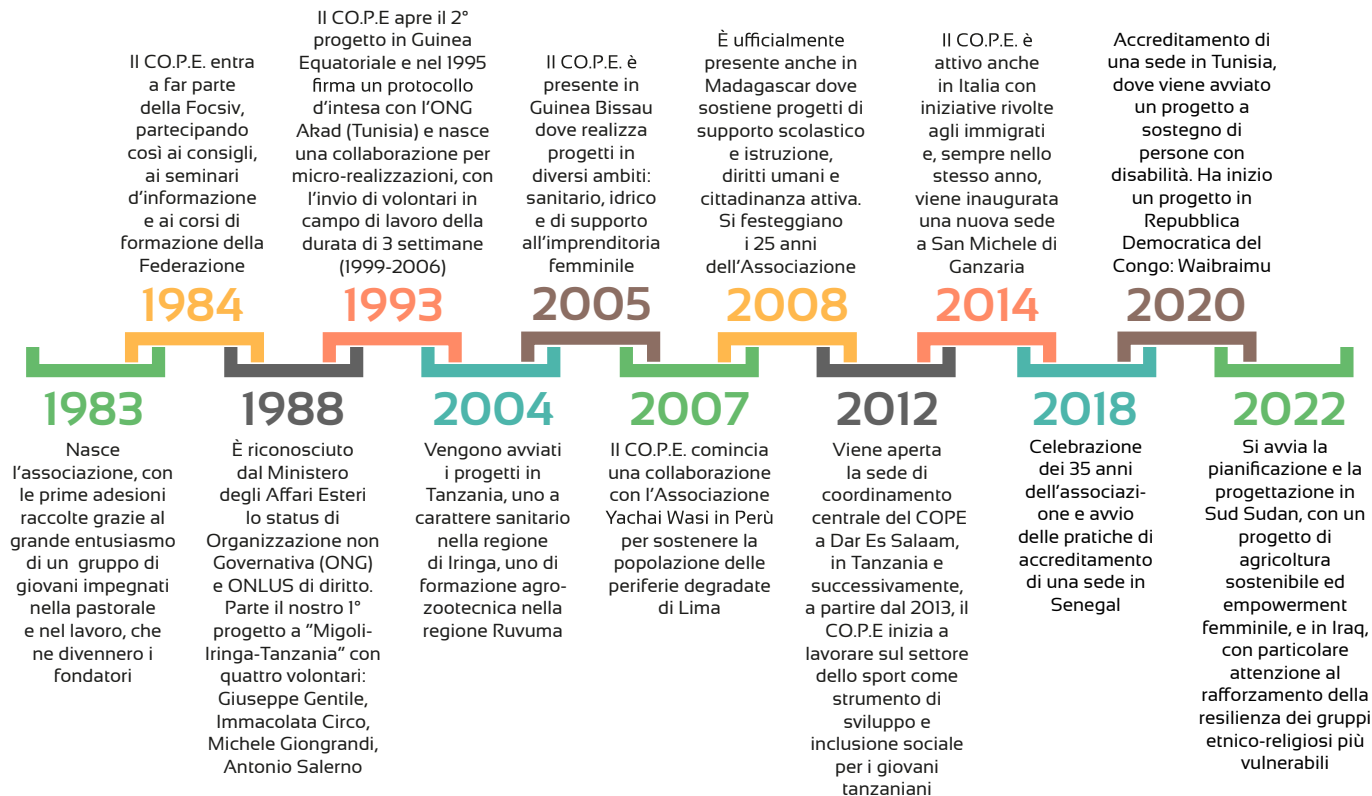 1983
Nasce
l'associazione, con
le prime adesioni
raccolte grazie al
grande entusiasmo
di un gruppo di
giovani impegnati
nella pastorale
e nel lavoro, che
ne divennero i
fondatori
Il CO.P.E. entra
a far parte
della Focsiv,
partecipando
così ai consigli,
ai seminari
d'informazione
e ai corsi di
formazione della
Federazione
1984
1988
È riconosciuto
dal Ministero
degli Affari Esteri
lo status di
Organizzazione non
Governativa (ONG)
e ONLUS di diritto.
Parte il nostro 1°
progetto a "Migoli-
Iringa-Tanzania" con
quattro volontari:
Giuseppe Gentile,
Immacolata Circo,
Michele Giongrandi,
Antonio Salerno
Il CO.P.E apre il 2°
progetto in Guinea
Equatoriale e nel 1995
firma un protocollo
d'intesa con l'ONG
Akad (Tunisia) e nasce
una collaborazione per
micro-realizzazioni, con
l'invio di volontari in
campo di lavoro della
durata di 3 settimane
(1999-2006)
1993
2004
Vengono avviati
i progetti in
Tanzania, uno a
carattere sanitario
nella regione
di Iringa, uno di
formazione agro-
zootecnica nella
regione Ruvuma
Il CO.P.E. è
presente in
Guinea Bissau
dove realizza
progetti in
diversi ambiti:
sanitario, idrico
e di supporto
all'imprenditoria
femminile
2005
2007
Il CO.P.E. comincia
una collaborazione
con l'Associazione
Yachai Wasi in Perù
per sostenere la
popolazione delle
periferie degradate
di Lima
È ufficialmente
presente anche in
Madagascar dove
sostiene progetti di
supporto scolastico
e istruzione,
diritti umani e
cittadinanza attiva.
Si festeggiano
i 25 anni
dell'Associazione
2008
2012
Viene aperta
la sede di
coordinamento
centrale del COPE
a Dar Es Salaam,
in Tanzania e
successivamente,
a partire dal 2013, il
CO.P.E inizia a
lavorare sul settore
dello sport come
strumento di
sviluppo e
inclusione sociale
per i giovani
tanzaniani
Il CO.P.E. è
attivo anche
in Italia con
iniziative rivolte
agli immigrati
e, sempre nello
stesso anno,
viene inaugurata
una nuova sede
a San Michele di
Ganzaria
2014
2018
Celebrazione
dei 35 anni
dell'associazi-
one e avvio
delle pratiche di
accreditamento
di una sede in
Senegal
Accreditamento di
una sede in Tunisia,
dove viene avviato
un progetto a
sostegno di
persone con
disabilità. Ha inizio
un progetto in
Repubblica
Democratica del
Congo: Waibraimu
2020
2022
Si avvia la
pianificazione e la
progettazione in
Sud Sudan, con un
progetto di
agricoltura
sostenibile ed
empowerment
femminile, e in Iraq,
con particolare
attenzione al
rafforzamento della
resilienza dei gruppi
etnico-religiosi più
vulnerabili